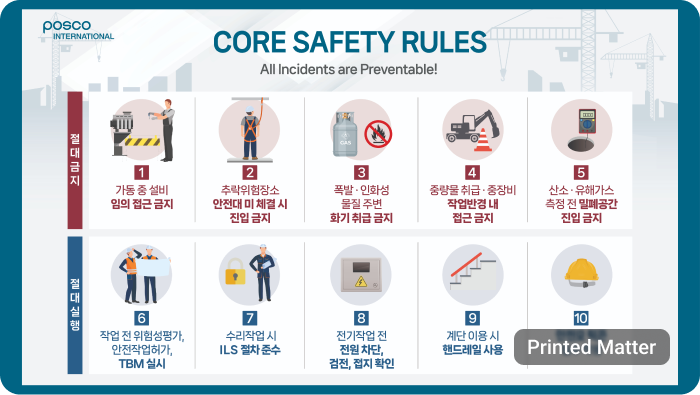 posco
INTERNATIONAL
CORE SAFETY RULES
All Incidents are Preventable!
절대금지
GAS
1
가동 중 설비
임의 접근 금지
2
추락위험장소
안전대 미 체결 시
진입 금지
3
폭발 · 인화성
물질 주변
화기 취급 금지
4
중량물 취급 · 중장비
작업반경 내
접근 금지
5
산소 · 유해가스
측정 전 밀폐공간
진입 금지
절대실행
6
작업 전 위험성평가,
안전작업허가,
TBM 실시
7
수리작업 시
ILS 절차 준수
8
전기작업 전
전원 차단,
검전, 접지 확인
9
계단 이용 시
핸드레일 사용
10
Printed Matter